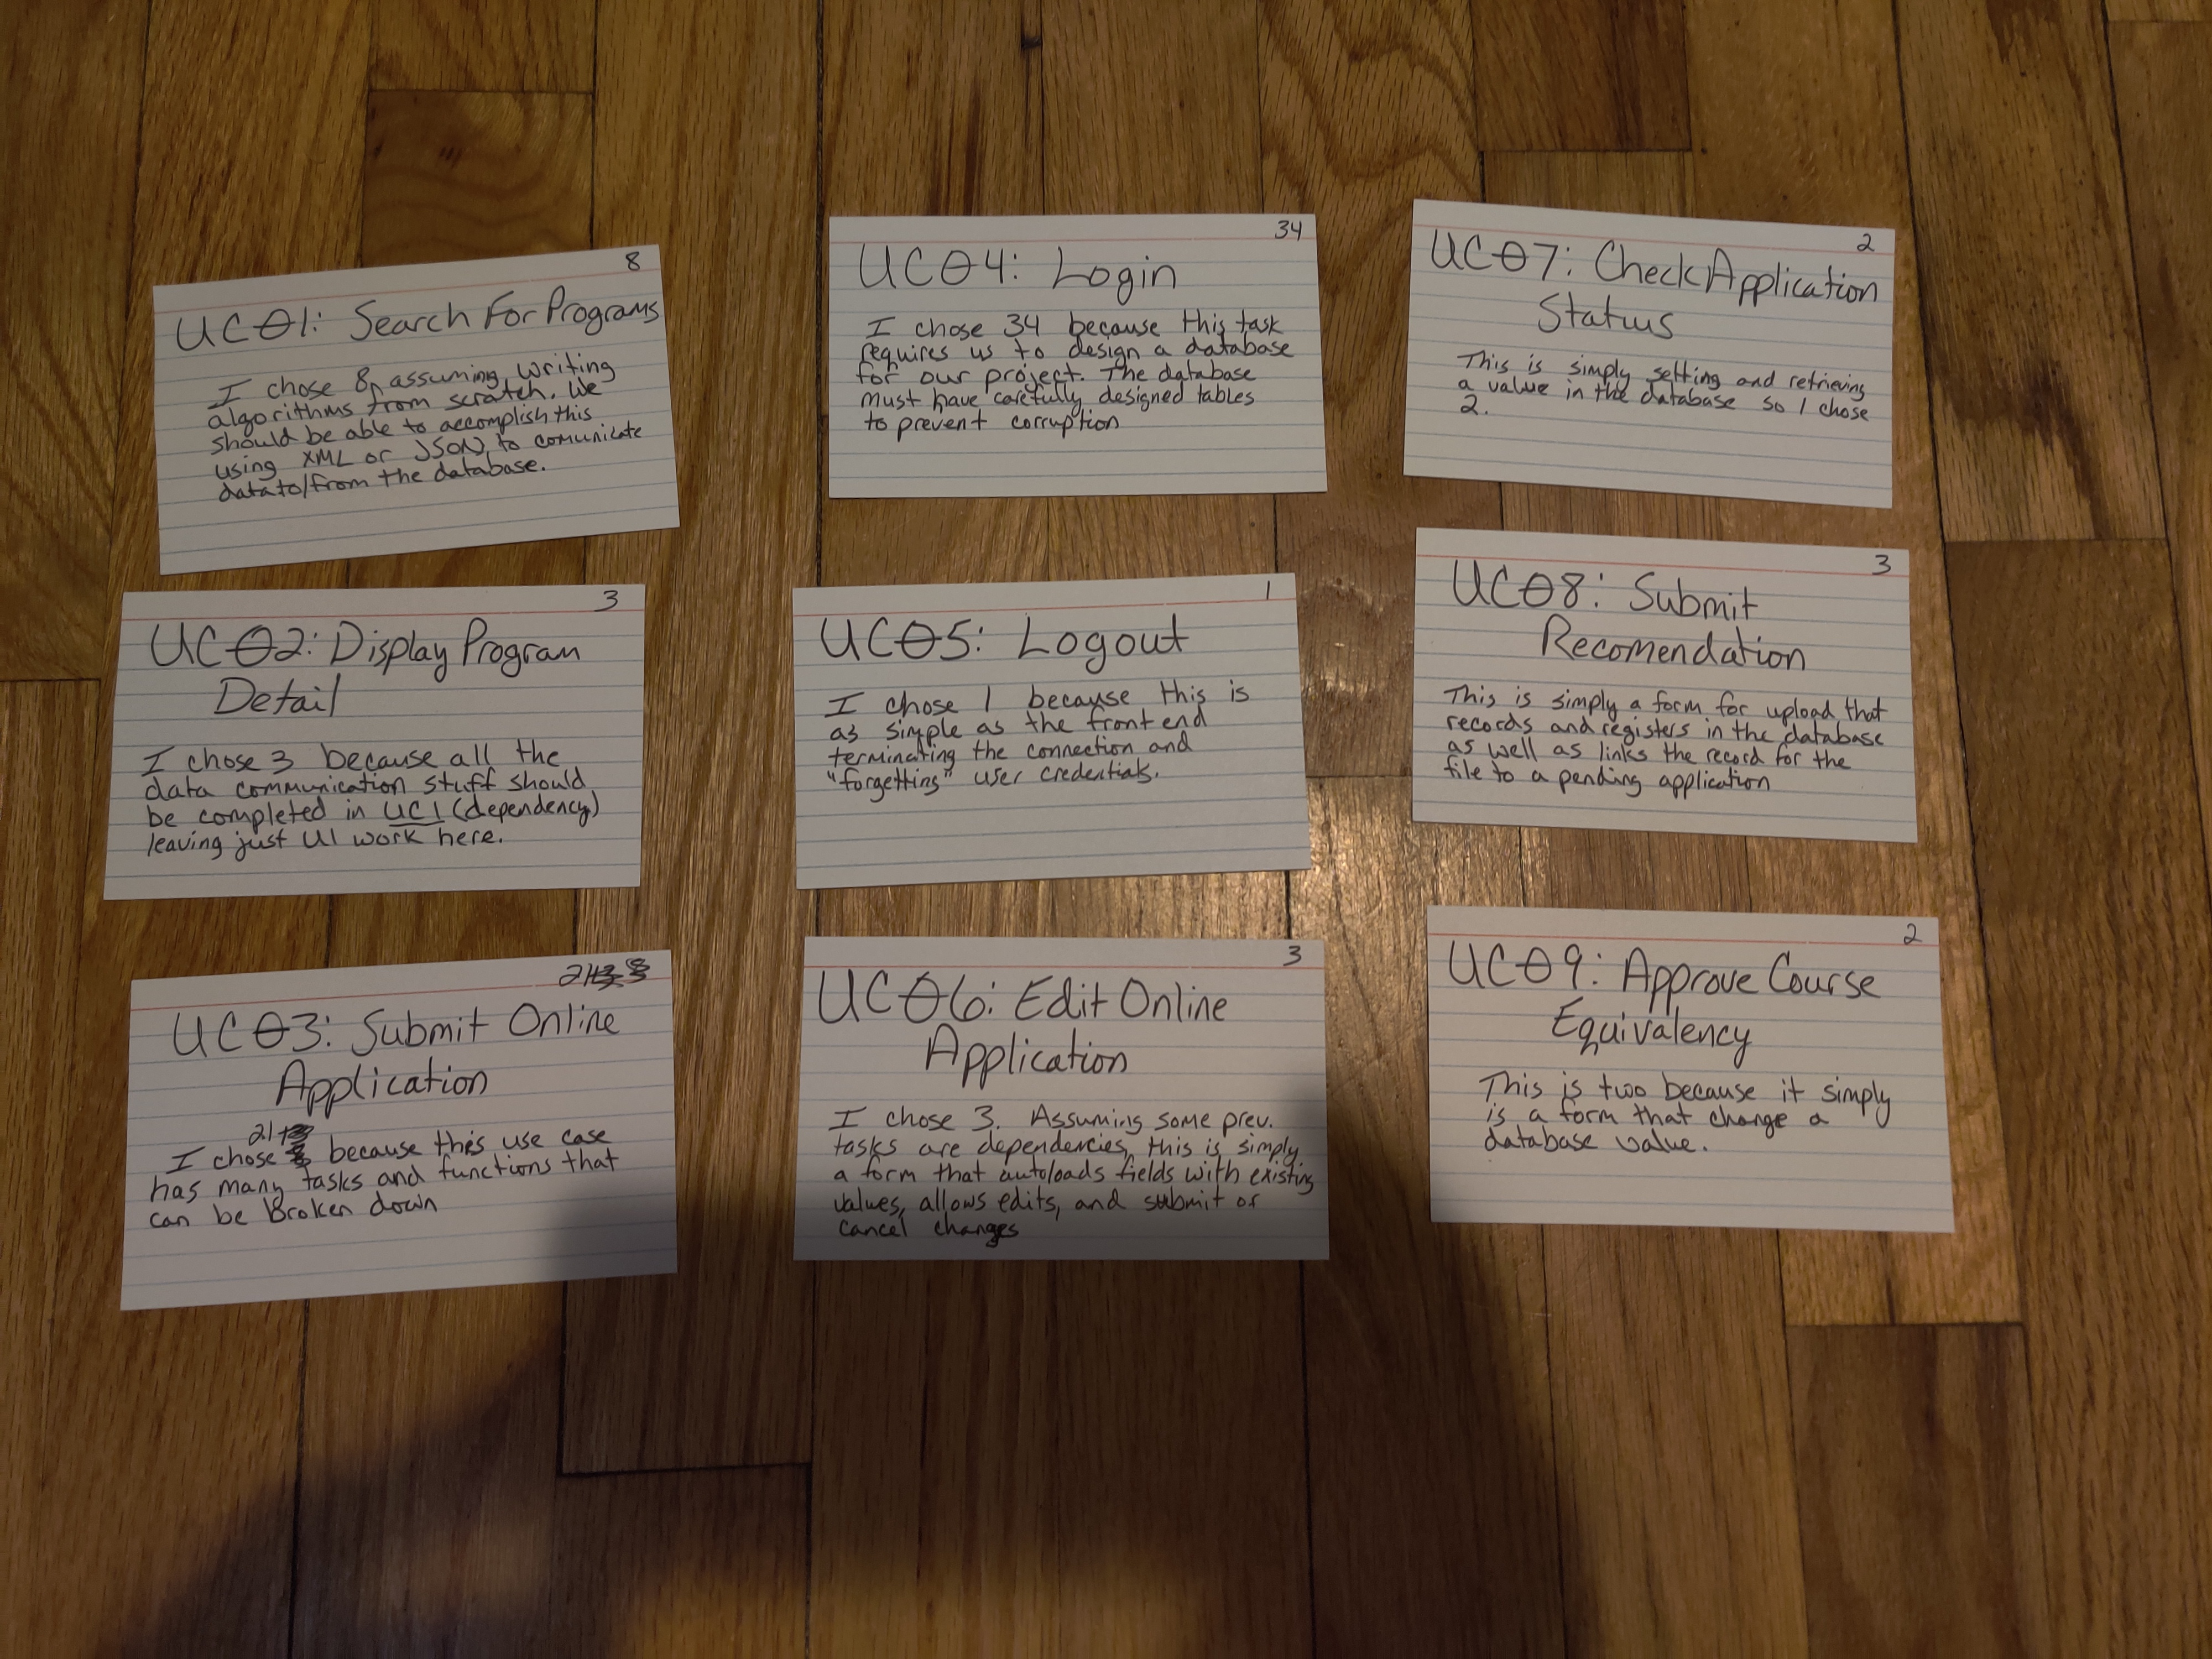 8
UC01: Search For Programs
I chose 8, assuming writing
algorithms from scratch. We
should be able to accomplish this
using XML or JSON to comunicate
data to/from the database.
3
UC02: Display Program
Detail
I chose 3 because all the
data communication stuff should
be completed in UC1 (dependency)
leaving just UI work here.
21
UC03: Submit Online
Application
21
I chose because this use case
has many tasks and functions that
can be Broken down
34
UC04: Login
I chose 34 because this task
requires us to design a database
for our project. The database
must have carefully designed tables
to prevent corruption
1
UC05: Logout
I chose 1 because this is
as simple as the front end
terminating the connection and
"forgetting" user credentials.
3
UC06: Edit Online
Application
I chose 3. Assuming some prev.
tasks are dependencies, this is simply
a form that autoloads fields with existing
values, allows edits, and submit or
cancel changes
2
UC07: Check Application
Status
This is simply setting and retrieving
a value in the database so I chose
2.
3
UC08: Submit
Recomendation
This is simply a form for upload that
records and registers in the database
as well as links the record for the
file to a pending application
2
UC09: Approve Course
Equivalency
This is two because it simply
is a form that change a
database value.